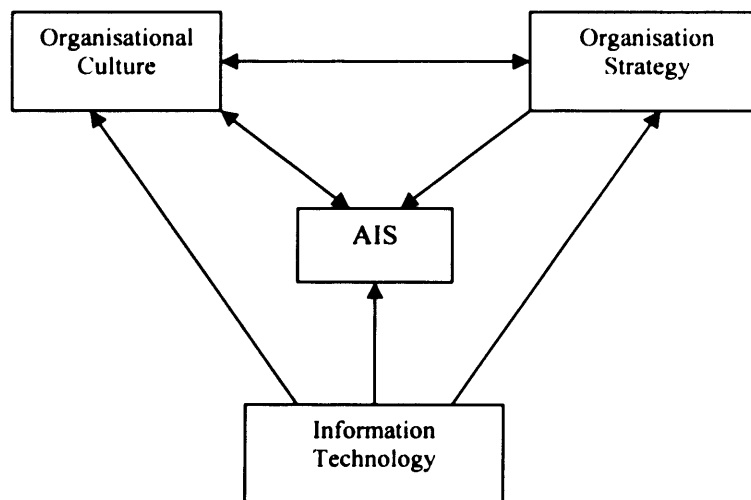 Organisational
Culture
Organisation
Strategy
AIS
Information
Technology